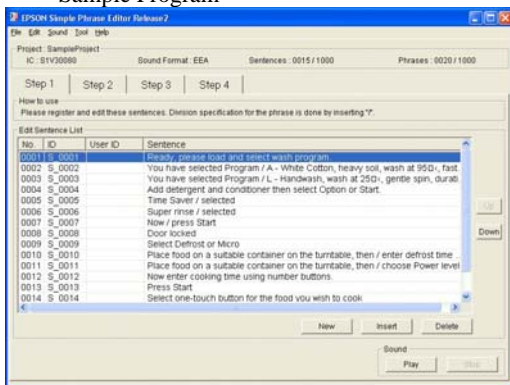 Sample Program
EPSON Simple Phrase Editor Release2
File Edit Sound Tool Help
Project: SampleProject
IC : S1V30080 Sound Format : EEA Sentences : 0015 / 1000 Phrases : 0020 / 1000
Step 1 Step 2 Step 3 Step 4
How to use
Please register and edit these sentences. Division specification for the phrase is done by inserting "/".
Edit Sentence List
No. ID User ID Sentence
0001 S_0001 Ready, please load and select wash program.
0002 S_0002 You have selected Program / A - White Cotton, heavy soil, wash at 95 , fast.
0003 S_0003 You have selected Program / L - Handwash, wash at 25 , gentle spin, durati.
0004 S_0004 Add detergent and conditioner then select Option or Start.
0005 S_0005 Time Saver / selected
0006 S_0006 Super rinse / selected
0007 S_0007 Now / press Start
0008 S_0008 Door locked
0009 S_0009 Select Defrost or Micro
0010 S_0010 Place food on a suitable container on the turntable, then / enter defrost time ..
0011 S_0011 Place food on a suitable container on the turntable, then / choose Power level
0012 S_0012 Now enter cooking time using number buttons.
0013 S_0013 Press Start
0014 S_0014 Select one-touch button for the food you wish to cook
Up
Down
New Insert Delete
Sound
Play Stop